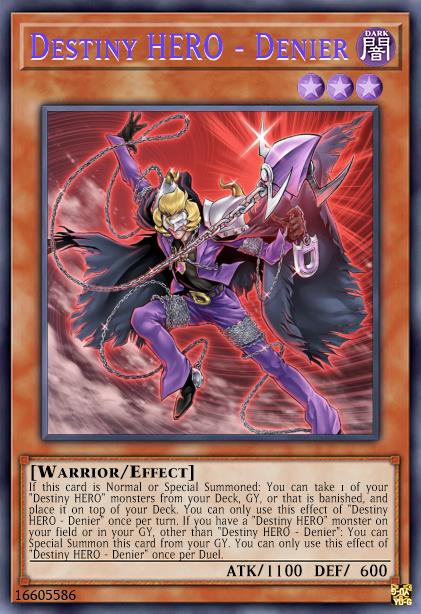 DESTINY HERO - DENIER
DARK
闇
[WARRIOR/EFFECT]
If this card is Normal or Special Summoned: You can take 1 of your
"Destiny HERO" monsters from your Deck, GY, or that is banished, and
place it on top of your Deck. You can only use this effect of "Destiny
HERO - Denier" once per turn. If you have a "Destiny HERO" monster on
your field or in your GY, other than "Destiny HERO - Denier": You can
Special Summon this card from your GY. You can only use this effect of
"Destiny HERO - Denier" once per Duel.
ATK/1100 DEF/ 600
16605586